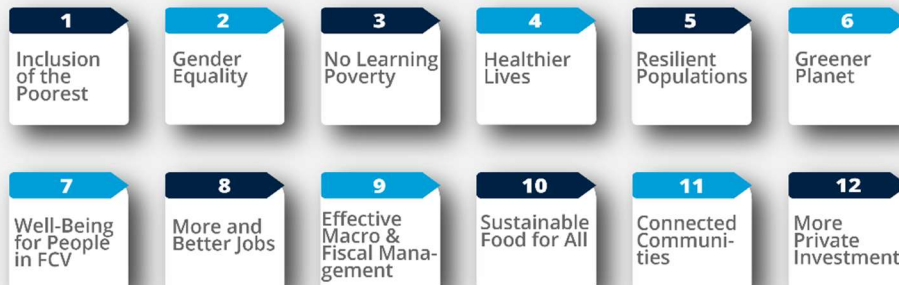 1
Inclusion
of the
Poorest
2
Gender
Equality
3
No Learning
Poverty
4
Healthier
Lives
5
Resilient
Populations
6
Greener
Planet
7
Well-Being
for People
in FCV
8
More and
Better Jobs
9
Effective
Macro &
Fiscal Mana-
gement
10
Sustainable
Food for All
11
Connected
Communi-
ties
12
More
Private
Investment